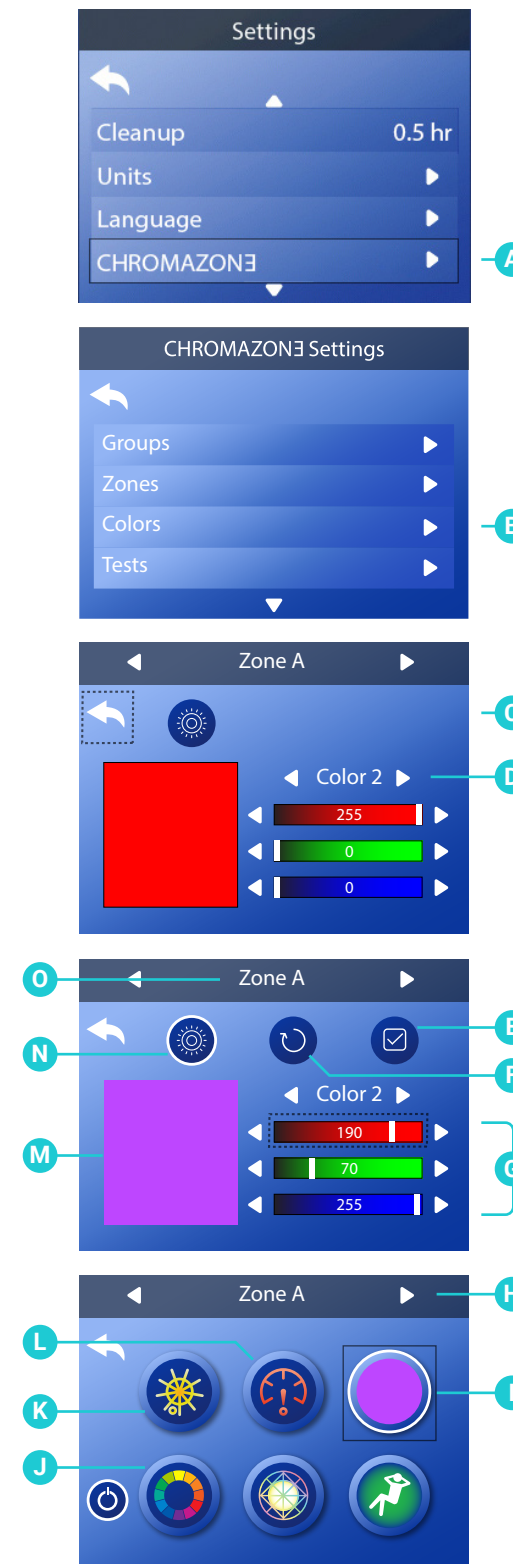 Settings
Cleanup 0.5 hr
Units
Language
CHROMAZONƎ
A
CHROMAZONƎ Settings
Groups
Zones
Colors
Tests
Zone A
Color 2
D
255
0
0
O
Zone A
N
Color 2
190
M
70
G
255
Zone A
H
L
K
J